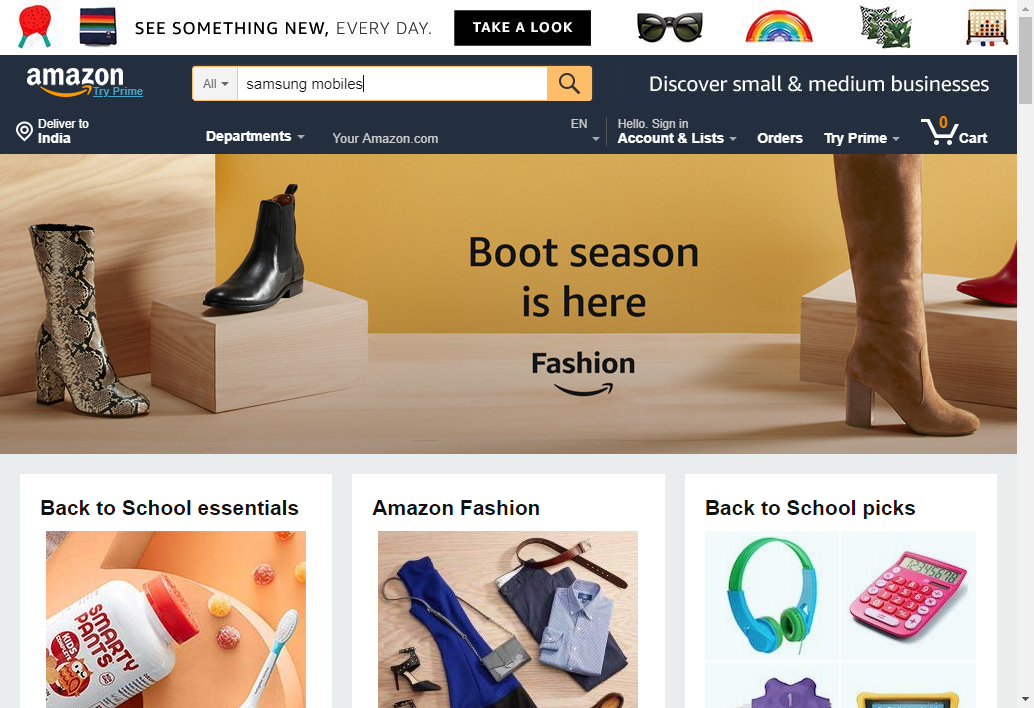 SEE SOMETHING NEW, EVERY DAY. TAKE A LOOK
amazon
Try Prime
All
samsung mobiles
Discover small & medium businesses
Deliver to
India
Departments
Your Amazon.com
EN
Hello. Sign in
Account & Lists
Orders
Try Prime
0
Cart
Boot season
is here
Fashion
Back to School essentials
Amazon Fashion
Back to School picks
SMARTY
PANTS
KIDS
COMPLETE
1